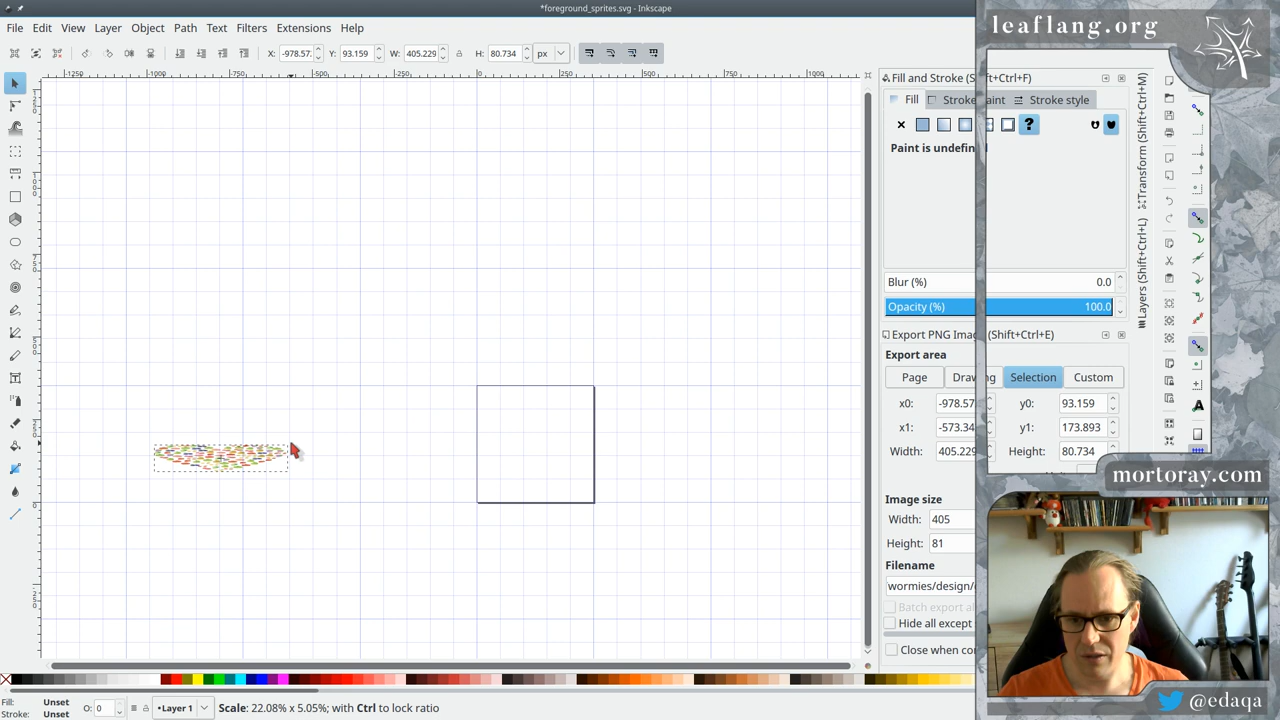 *foreground_sprites.svg - Inkscape
leaflang.org
File Edit View Layer Object Path Text Filters Extensions Help
X: -978.57 Y: 93.159 W: 405.229 H: 80.734 px
-1250 -1000 -750 -500 -250 0 250 500 750 1000
Fill and Stroke (Shift+Ctrl+F)
Fill Stroke paint Stroke style
Paint is undefin
Blur (%) 0.0
Opacity (%) 100.0
Transform (Shift+Ctrl+M)
Layers (Shift+Ctrl+L)
Export PNG Imag (Shift+Ctrl+E)
Export area
Page Drawing Selection Custom
x0: -978.57 y0: 93.159
x1: -573.34 y1: 173.893
Width: 405.229 Height: 80.734
mortoray.com
Image size
Width: 405
Height: 81
Filename
wormies/design/
Batch export al
Hide all except
Close when con
Fill: Unset
Stroke: Unset
O: 0
•Layer 1
Scale: 22.08% x 5.05%; with Ctrl to lock ratio
@edaqa